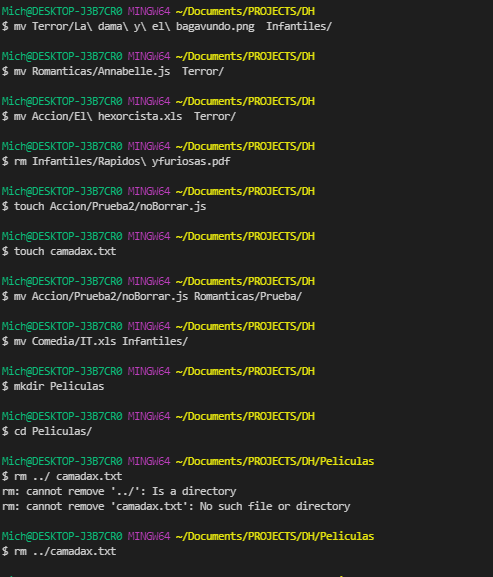 Mich@DESKTOP-J3B7CR0 MINGW64 ~/Documents/PROJECTS/DH
$ mv Terror/La\ dama\ y\ el\ bagavundo.png  Infantiles/
Mich@DESKTOP-J3B7CR0 MINGW64 ~/Documents/PROJECTS/DH
$ mv Romanticas/Annabelle.js  Terror/
Mich@DESKTOP-J3B7CR0 MINGW64 ~/Documents/PROJECTS/DH
$ mv Accion/El\ hexorcista.xls  Terror/
Mich@DESKTOP-J3B7CR0 MINGW64 ~/Documents/PROJECTS/DH
$ rm Infantiles/Rapidos\ yfuriosas.pdf
Mich@DESKTOP-J3B7CR0 MINGW64 ~/Documents/PROJECTS/DH
$ touch Accion/Prueba2/noBorrar.js
Mich@DESKTOP-J3B7CR0 MINGW64 ~/Documents/PROJECTS/DH
$ touch camadax.txt
Mich@DESKTOP-J3B7CR0 MINGW64 ~/Documents/PROJECTS/DH
$ mv Accion/Prueba2/noBorrar.js Romanticas/Prueba/
Mich@DESKTOP-J3B7CR0 MINGW64 ~/Documents/PROJECTS/DH
$ mv Comedia/IT.xls Infantiles/
Mich@DESKTOP-J3B7CR0 MINGW64 ~/Documents/PROJECTS/DH
$ mkdir Peliculas
Mich@DESKTOP-J3B7CR0 MINGW64 ~/Documents/PROJECTS/DH
$ cd Peliculas/
Mich@DESKTOP-J3B7CR0 MINGW64 ~/Documents/PROJECTS/DH/Peliculas
$ rm ../ camadax.txt
rm: cannot remove '../': Is a directory
rm: cannot remove 'camadax.txt': No such file or directory
Mich@DESKTOP-J3B7CR0 MINGW64 ~/Documents/PROJECTS/DH/Peliculas
$ rm ../camadax.txt